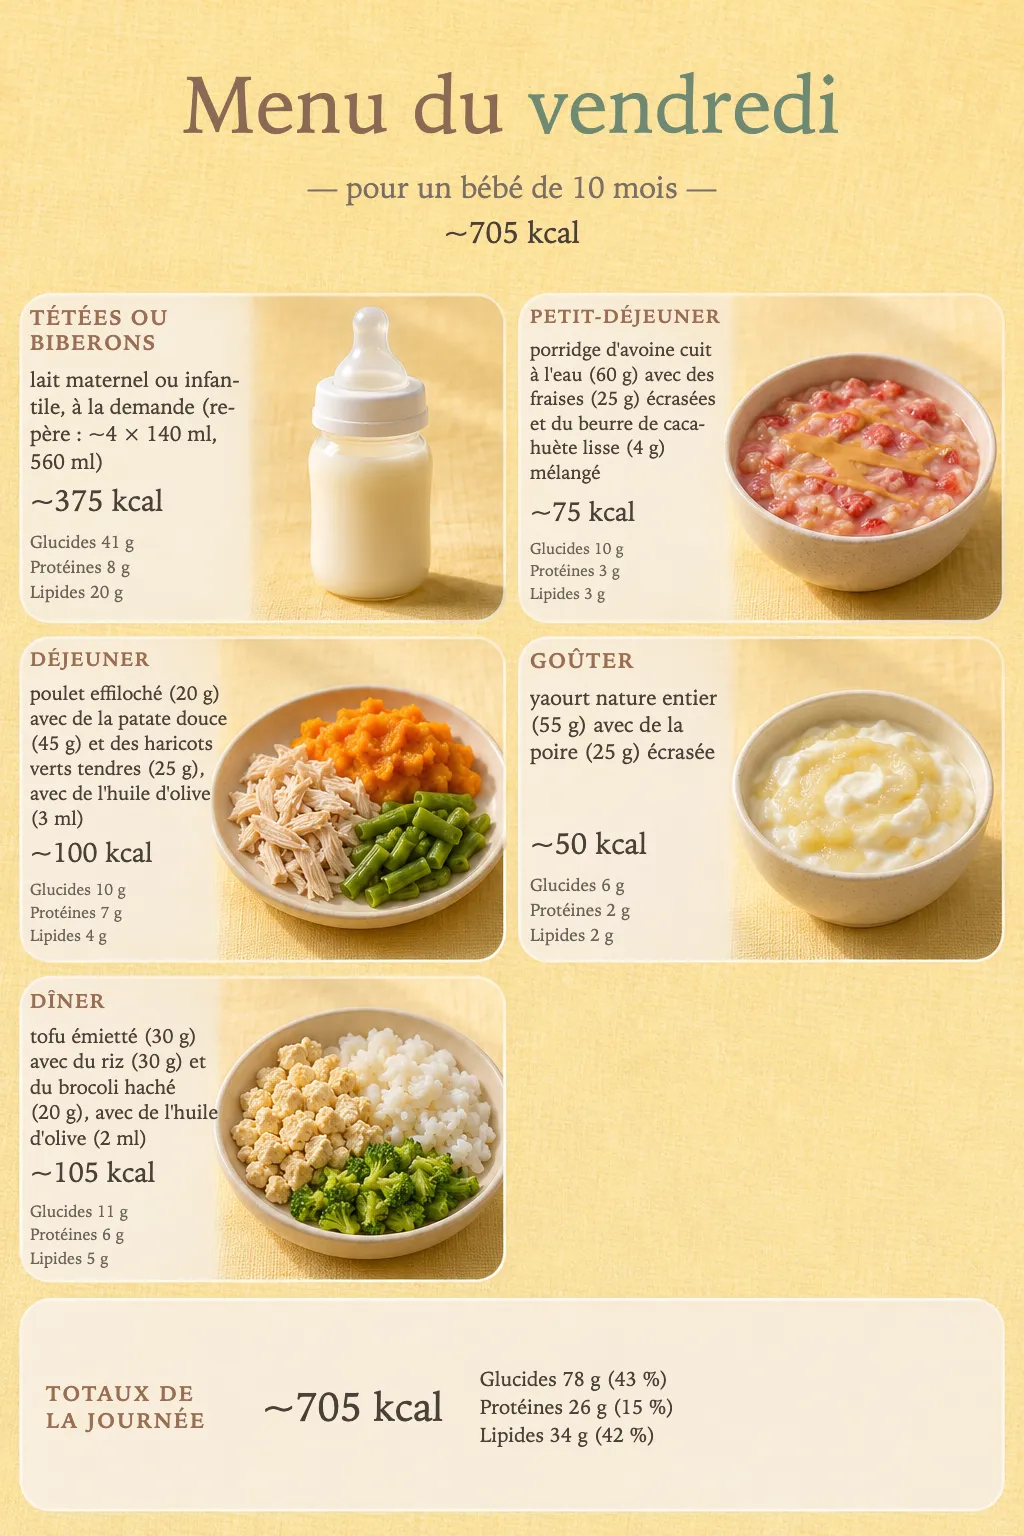 Menu du vendredi
— pour un bébé de 10 mois —
~705 kcal
TÉTÉES OU
BIBERONS
lait maternel ou infan-
tile, à la demande (re-
père : ~4 × 140 ml,
560 ml)
~375 kcal
Glucides 41 g
Protéines 8 g
Lipides 20 g
PETIT-DÉJEUNER
porridge d'avoine cuit
à l'eau (60 g) avec des
fraises (25 g) écrasées
et du beurre de caca-
huète lisse (4 g)
mélangé
~75 kcal
Glucides 10 g
Protéines 3 g
Lipides 3 g
DÉJEUNER
poulet effiloché (20 g)
avec de la patate douce
(45 g) et des haricots
verts tendres (25 g),
avec de l'huile d'olive
(3 ml)
~100 kcal
Glucides 10 g
Protéines 7 g
Lipides 4 g
GOÛTER
yaourt nature entier
(55 g) avec de la
poire (25 g) écrasée
~50 kcal
Glucides 6 g
Protéines 2 g
Lipides 2 g
DÎNER
tofu émietté (30 g)
avec du riz (30 g) et
du brocoli haché
(20 g), avec de l'huile
d'olive (2 ml)
~105 kcal
Glucides 11 g
Protéines 6 g
Lipides 5 g
TOTAUX DE
LA JOURNÉE
~705 kcal
Glucides 78 g (43 %)
Protéines 26 g (15 %)
Lipides 34 g (42 %)